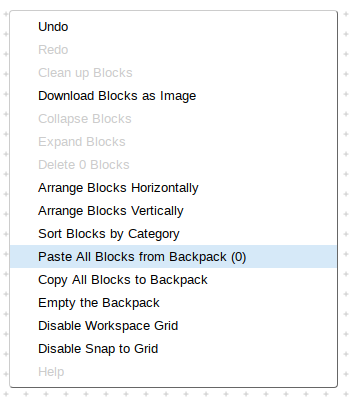 Undo
Redo
Clean up Blocks
Download Blocks as Image
Collapse Blocks
Expand Blocks
Delete 0 Blocks
Arrange Blocks Horizontally
Arrange Blocks Vertically
Sort Blocks by Category
Paste All Blocks from Backpack (0)
Copy All Blocks to Backpack
Empty the Backpack
Disable Workspace Grid
Disable Snap to Grid
Help